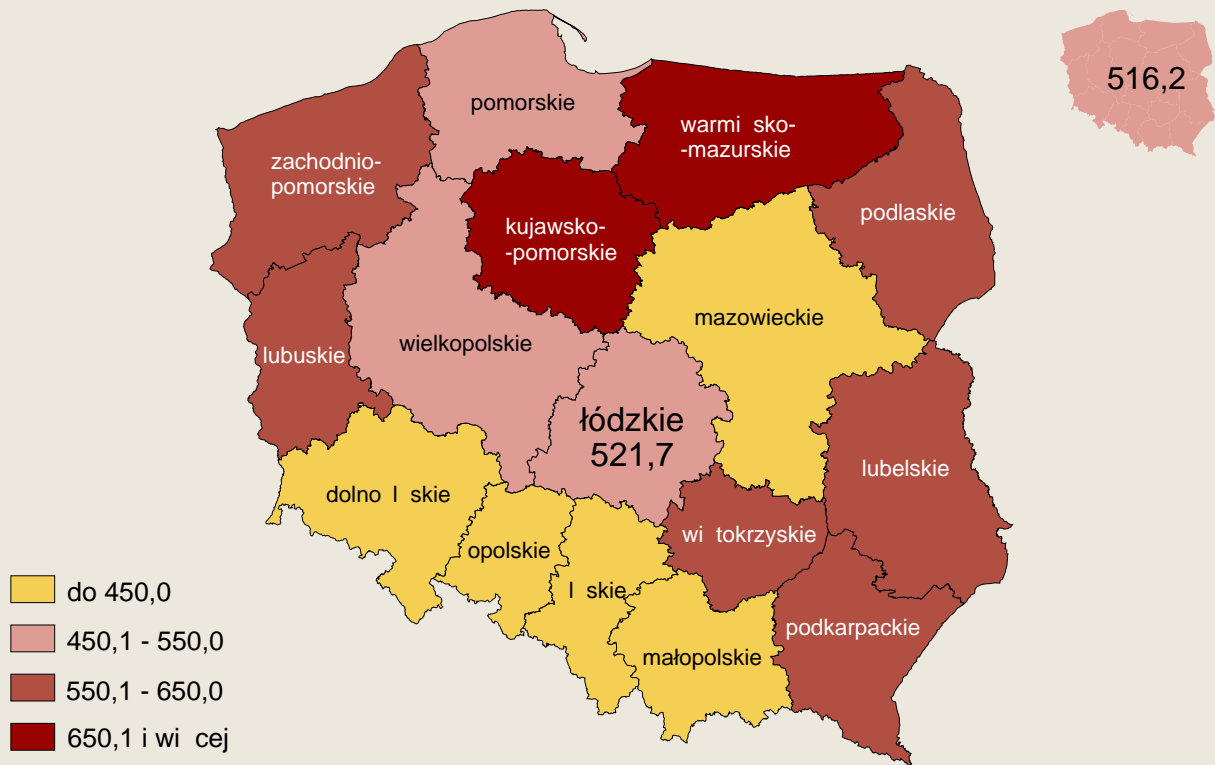 516,2
pomorskie
warmi sko-
-mazurskie
zachodnio-
pomorskie
podlaskie
kujawsko-
-pomorskie
mazowieckie
wielkopolskie
lubuskie
łódzkie
521,7
lubelskie
dolno l skie
wi tokrzyskie
opolskie
l skie
podkarpackie
małopolskie
do 450,0
450,1 - 550,0
550,1 - 650,0
650,1 i wi cej